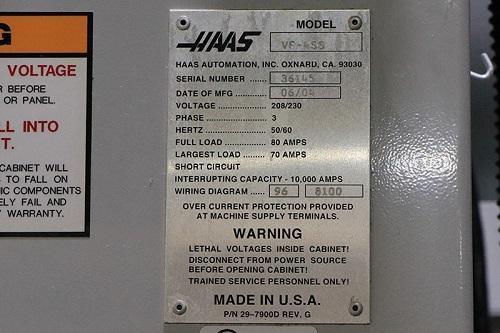 G
VOLTAGE
BEFORE
OR PANEL.
LL INTO
T.
CABINET WILL
TO FALL ON
IC COMPONENTS
ELY FAIL AND
WARRANTY.
HAAS
MODEL
VF-4SS
HAAS AUTOMATION, INC. OXNARD, CA. 93030
SERIAL NUMBER ....... 36145
DATE OF MFG ............ 06/04
VOLTAGE ............ 208/230
PHASE ................ 3
HERTZ ................ 50/60
FULL LOAD .......... 80 AMPS
LARGEST LOAD ....... 70 AMPS
SHORT CIRCUIT
INTERRUPTING CAPACITY - 10,000 AMPS
WIRING DIAGRAM ...... 96 8100
OVER CURRENT PROTECTION PROVIDED
AT MACHINE SUPPLY TERMINALS.
WARNING
LETHAL VOLTAGES INSIDE CABINET!
DISCONNECT FROM POWER SOURCE
BEFORE OPENING CABINET!
TRAINED SERVICE PERSONNEL ONLY!
MADE IN U.S.A.
P/N 29-7900D REV. G